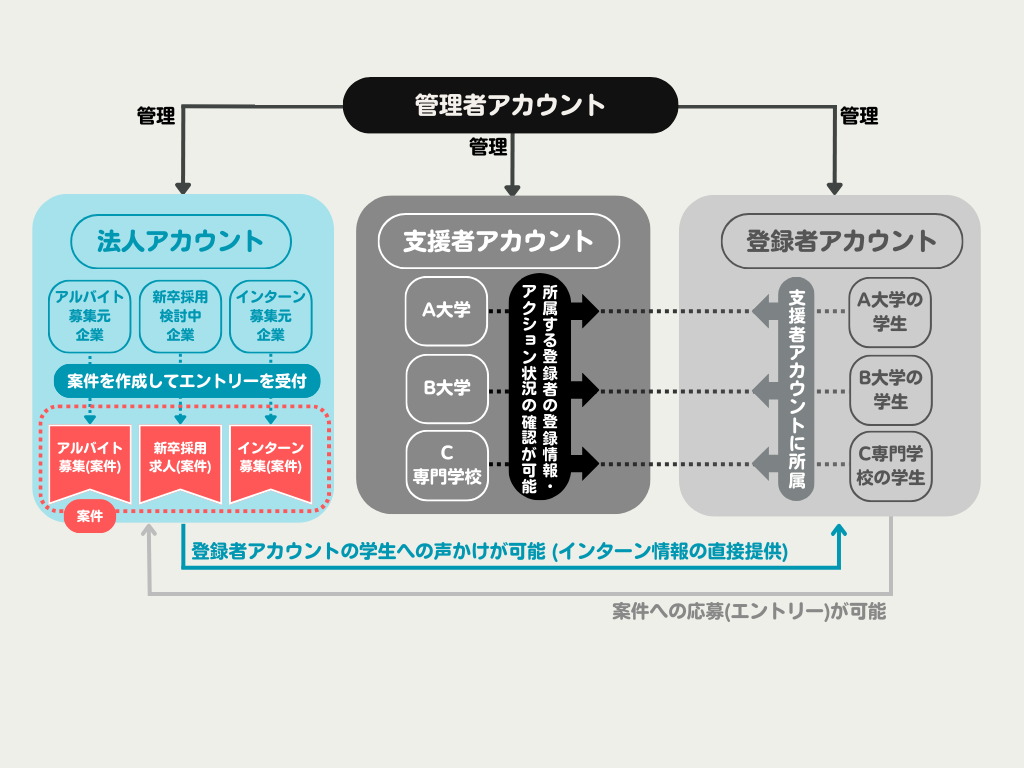 管理者アカウント
管理
管理
管理
法人アカウント
アルバイト
募集元
企業
新卒採用
検討中
企業
インターン
募集元
企業
案件を作成してエントリーを受付
アルバイト
募集(案件)
新卒採用
求人(案件)
インターン
募集(案件)
案件
支援者アカウント
A大学
B大学
C
専門学校
所属する登録者の登録情報・
アクション状況の確認が可能
登録者アカウント
支援者アカウントに所属
A大学の
学生
B大学の
学生
C専門学
校の学生
登録者アカウントの学生への声かけが可能 (インターン情報の直接提供)
案件への応募(エントリー)が可能